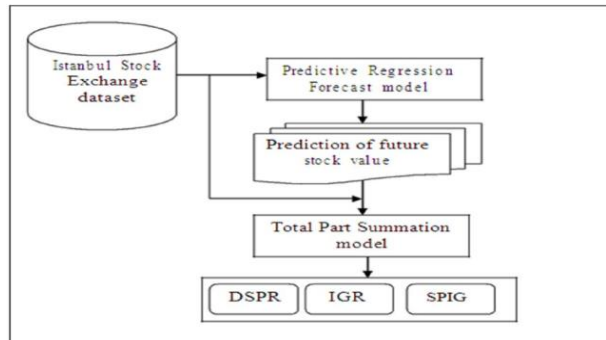 Istanbul Stock
Exchange
dataset
Predictive Regression
Forecast model
Prediction of future
stock value
Total Part Summation
model
DSPR
IGR
SPIG